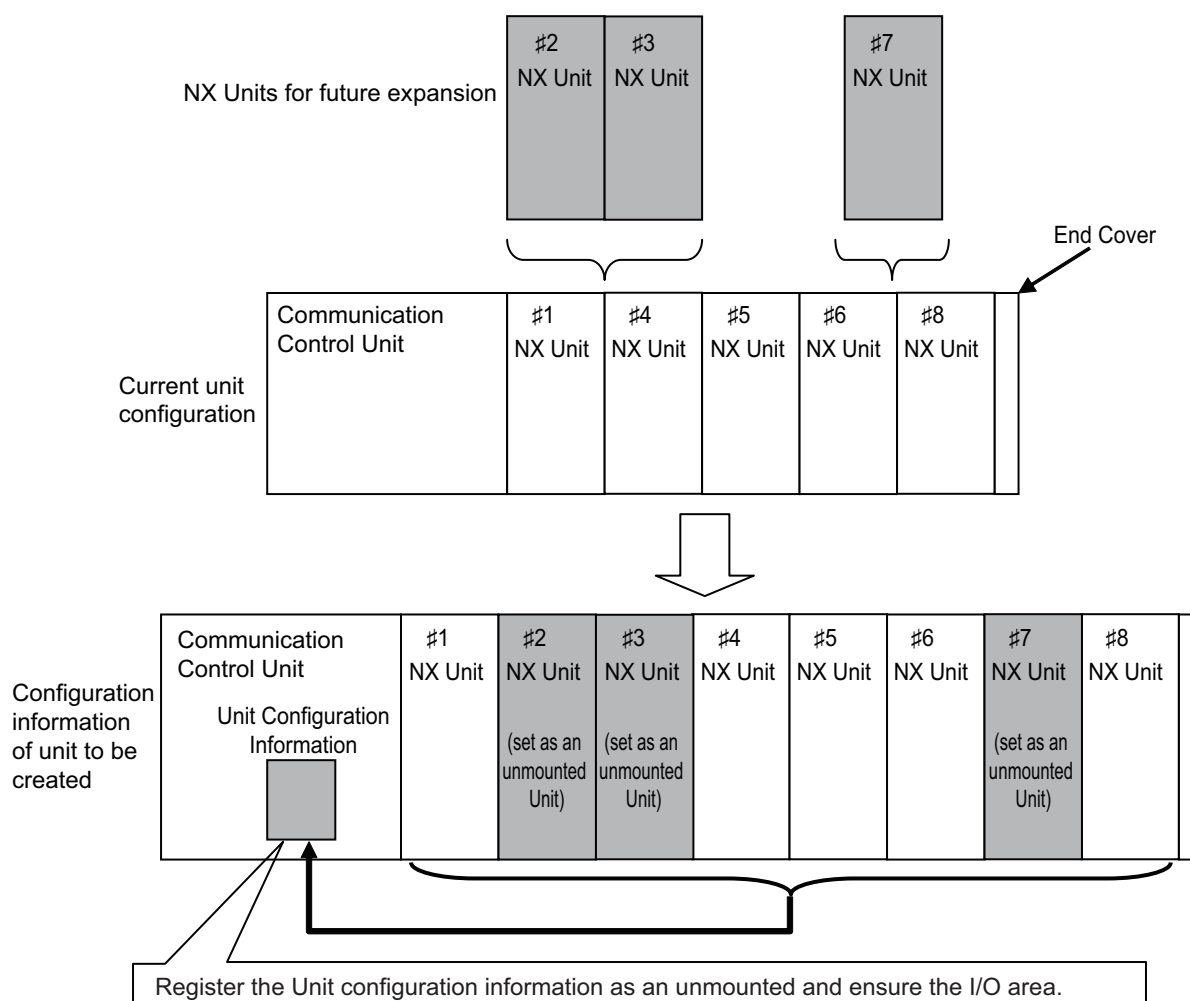 ♯2
NX Unit
♯3
NX Unit
♯7
NX Unit
NX Units for future expansion
End Cover
Communication
Control Unit
♯1
NX Unit
♯4
NX Unit
♯5
NX Unit
♯6
NX Unit
♯8
NX Unit
Current unit
configuration
Communication
Control Unit
Unit Configuration
Information
♯1
NX Unit
♯2
NX Unit
(set as an
unmounted
Unit)
♯3
NX Unit
(set as an
unmounted
Unit)
♯4
NX Unit
♯5
NX Unit
♯6
NX Unit
♯7
NX Unit
(set as an
unmounted
Unit)
♯8
NX Unit
Configuration
information
of unit to be
created
Register the Unit configuration information as an unmounted and ensure the I/O area.